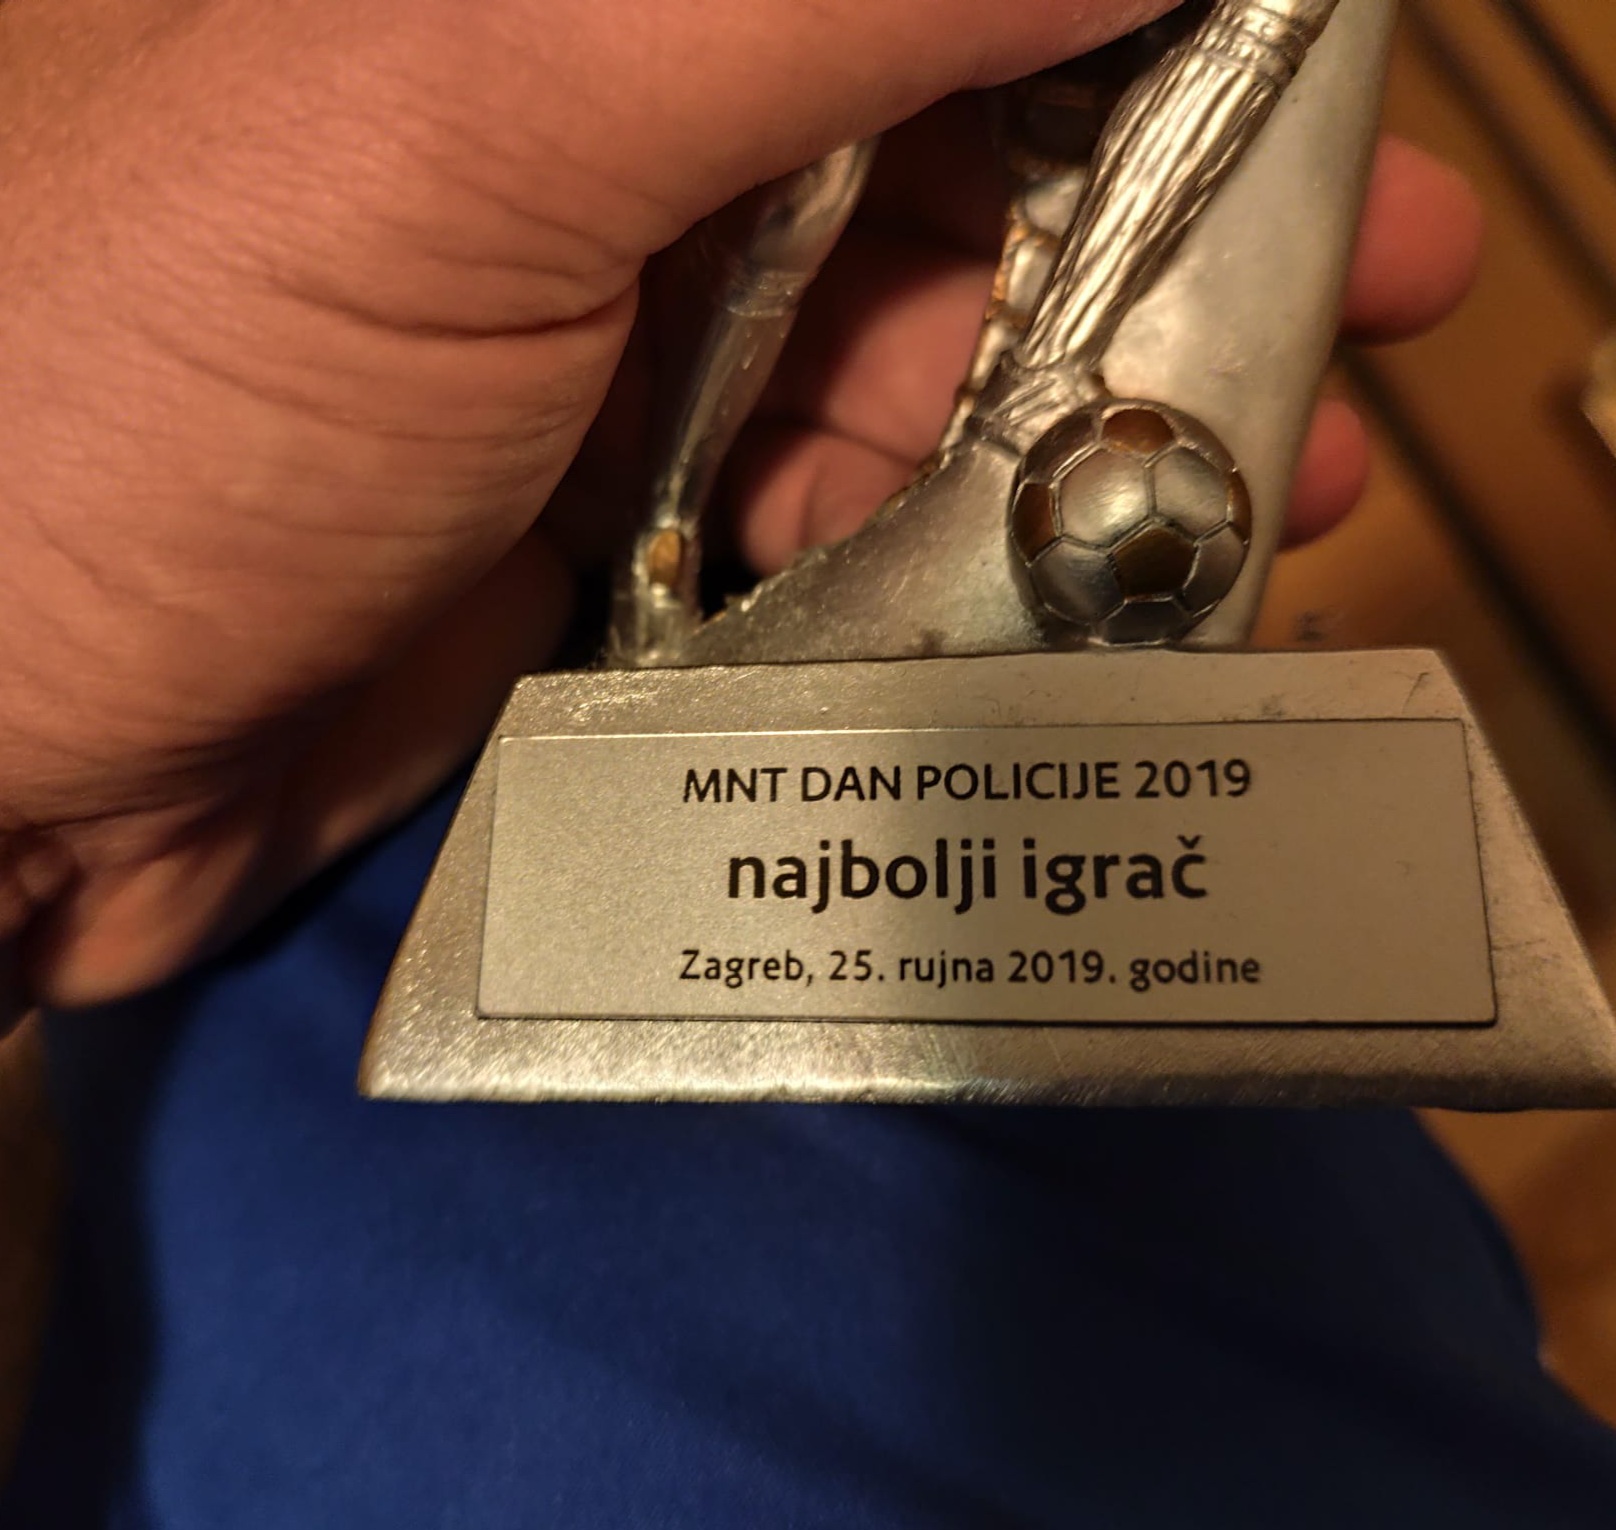 MNT DAN POLICIJE 2019
najbolji igrač
Zagreb, 25. rujna 2019. godine